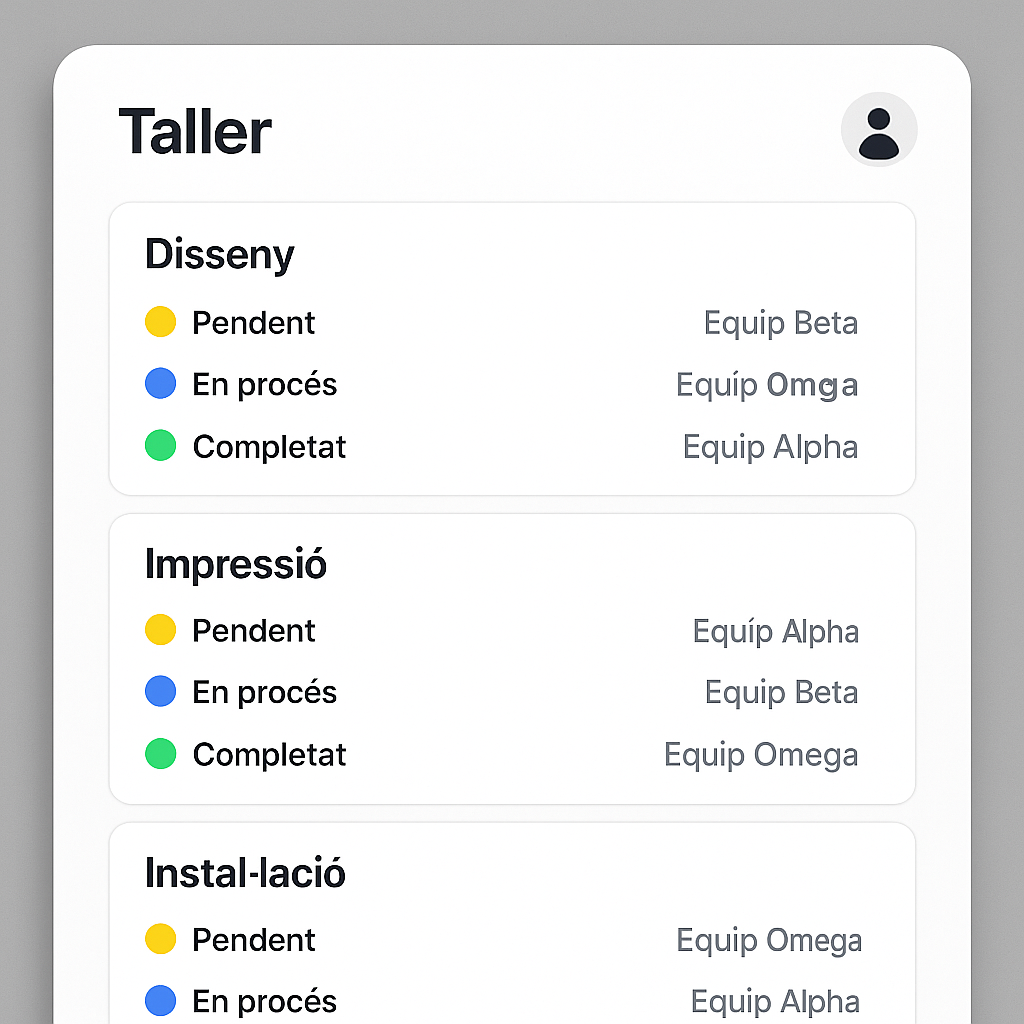 Taller
Disseny
Pendent Equip Beta
En procés Equíp Omga
Completat Equip Alpha
Impressió
Pendent Equíp Alpha
En procés Equip Beta
Completat Equip Omega
Instal·lació
Pendent Equip Omega
En procés Equip Alpha